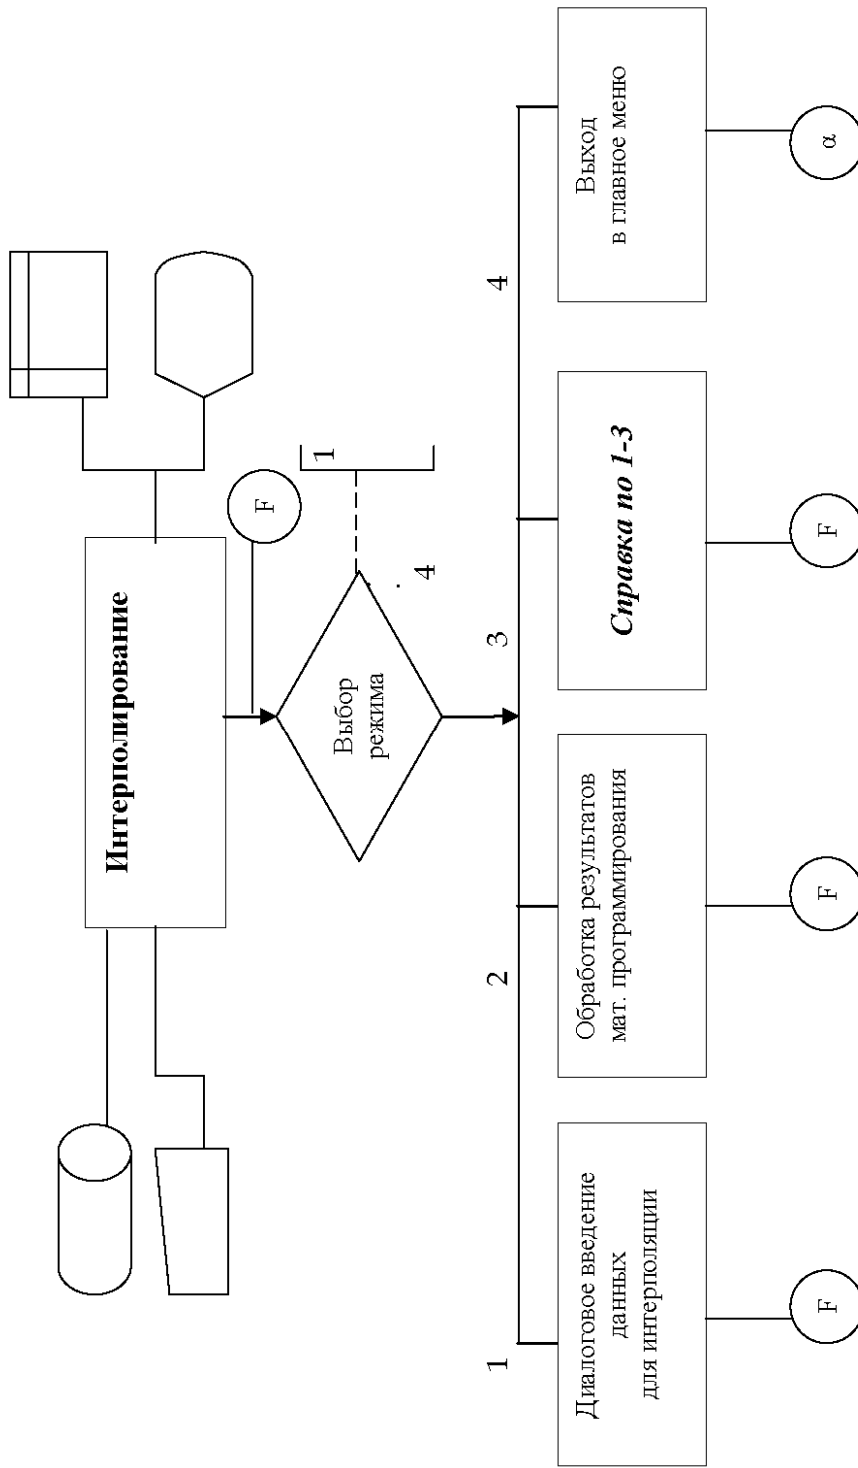 Интерполирование
F
Выбор
режима
1
. .
4
1
2
3
4
Диалоговое введение
данных
для интерполяции
Обработка результатов
мат. программирования
Справка по 1-3
Выход
в главное меню
F
F
F
α